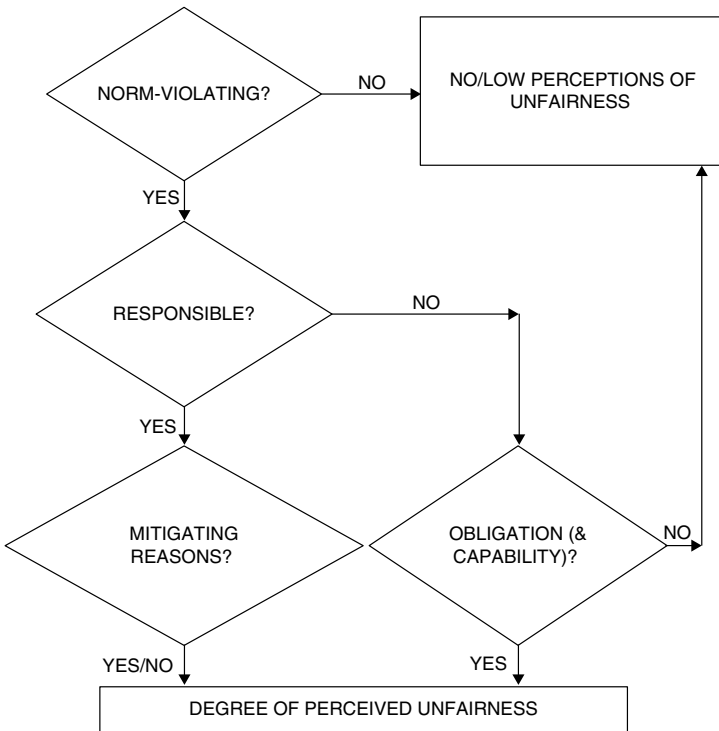 NORM-VIOLATING?
NO
NO/LOW PERCEPTIONS OF
UNFAIRNESS
YES
RESPONSIBLE?
NO
YES
MITIGATING
REASONS?
OBLIGATION (&
CAPABILITY)?
NO
YES/NO
YES
DEGREE OF PERCEIVED UNFAIRNESS